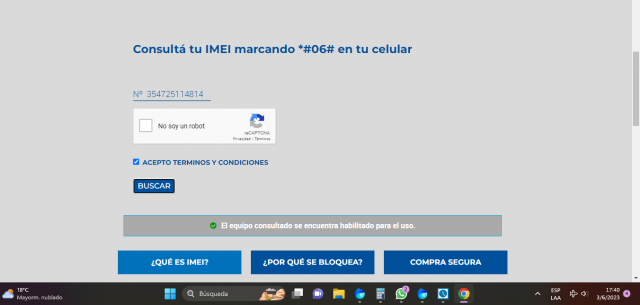 Consultá tu IMEI marcando *#06# en tu celular
Nº 354725114814
No soy un robot
reCAPTCHA
Privacidad - Términos
ACEPTO TERMINOS Y CONDICIONES
BUSCAR
El equipo consultado se encuentra habilitado para el uso.
¿QUÉ ES IMEI?
¿POR QUÉ SE BLOQUEA?
COMPRA SEGURA
18°C
Mayorm. nublado
Búsqueda
ESP
LAA
17:40
3/6/2023